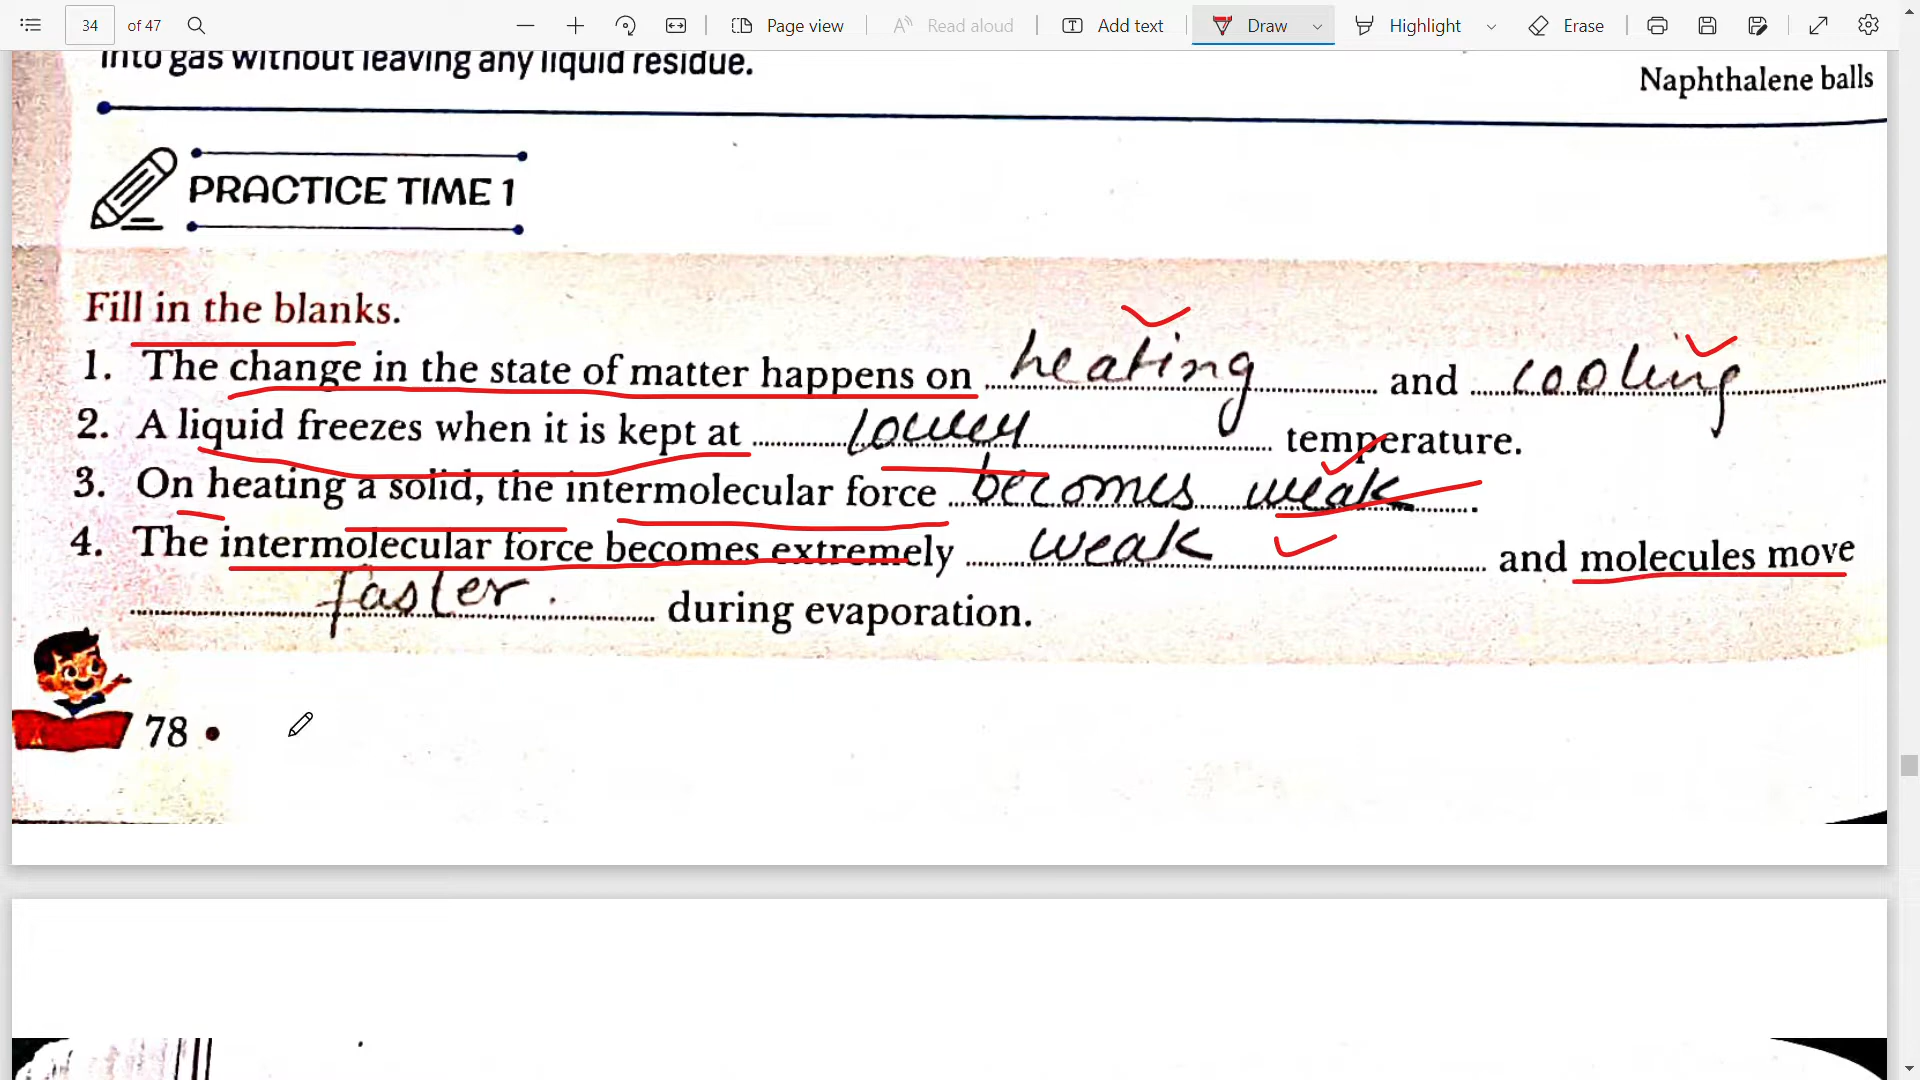 34 of 47 Page view Read aloud Add text Draw Highlight Erase
into gas without leaving any liquid residue.
Naphthalene balls
PRACTICE TIME 1
Fill in the blanks.
1. The change in the state of matter happens on heating and cooling
2. A liquid freezes when it is kept at lower temperature.
3. On heating a solid, the intermolecular force becomes weak.
4. The intermolecular force becomes extremely weak and molecules move
faster. during evaporation.
78 •